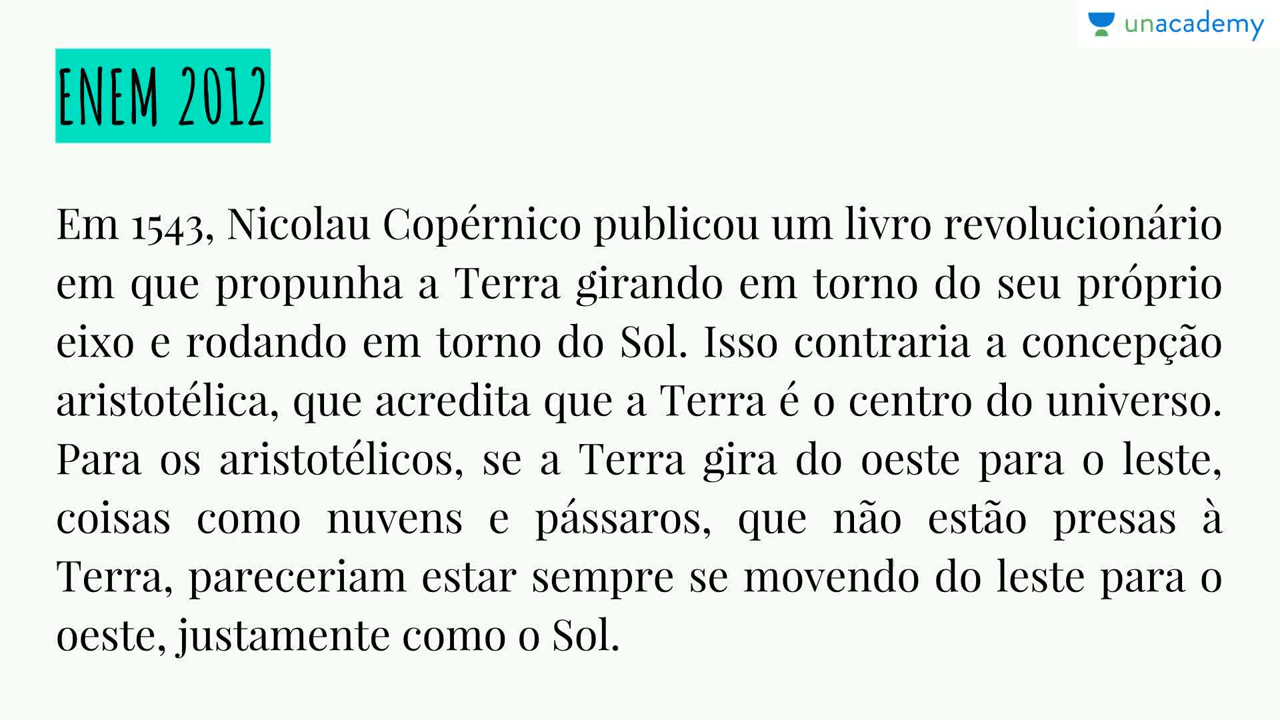 unacademy
ENEM 2012
Em 1543, Nicolau Copérnico publicou um livro revolucionário
em que propunha a Terra girando em torno do seu próprio
eixo e rodando em torno do Sol. Isso contraria a concepção
aristotélica, que acredita que a Terra é o centro do universo.
Para os aristotélicos, se a Terra gira do oeste para o leste,
coisas como nuvens e pássaros, que não estão presas à
Terra, pareceriam estar sempre se movendo do leste para o
oeste, justamente como o Sol.